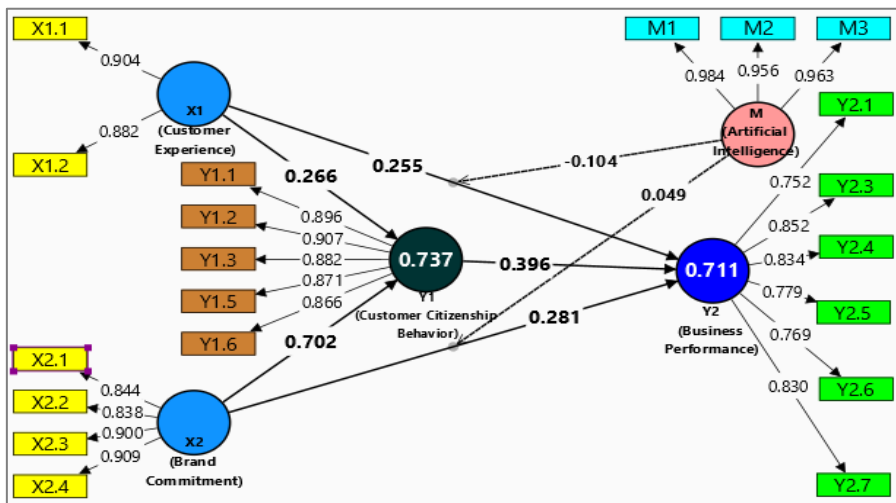 X1.1
M1
M2
M3
0.904
0.984
0.956
0.963
0.882
X1
(Customer
Experience)
M
(Artificial
Intelligence)
Y2.1
X1.2
Y1.1
0.266
0.255
-0.104
0.049
0.752
Y2.3
Y1.2
0.896
0.907
0.852
Y1.3
0.882
0.737
0.396
0.711
0.834
Y2.4
Y1.5
0.871
0.866
Y1
(Customer Citizenship
Behavior)
0.779
Y2.5
Y1.6
0.702
0.281
Y2
(Business
Performance)
0.769
X2.1
0.844
0.830
Y2.6
X2.2
0.838
X2.3
0.900
0.909
X2
(Brand
Commitment)
X2.4
Y2.7